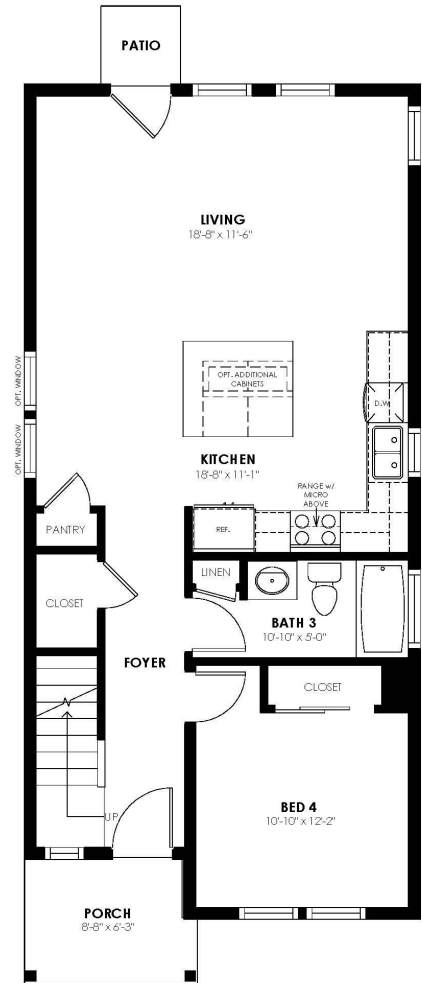 PATIO
LIVING
18'-8" x 11'-6"
OPT. WINDOW
OPT. ADDITIONAL
CABINETS
D.W.
OPT. WINDOW
KITCHEN
18'-8" x 11'-1"
RANGE w/
MICRO
ABOVE
PANTRY
REF.
LINEN
CLOSET
BATH 3
10'-10" x 5'-0"
FOYER
CLOSET
BED 4
10'-10" x 12'-2"
UP
PORCH
8'-8" x 6'-3"